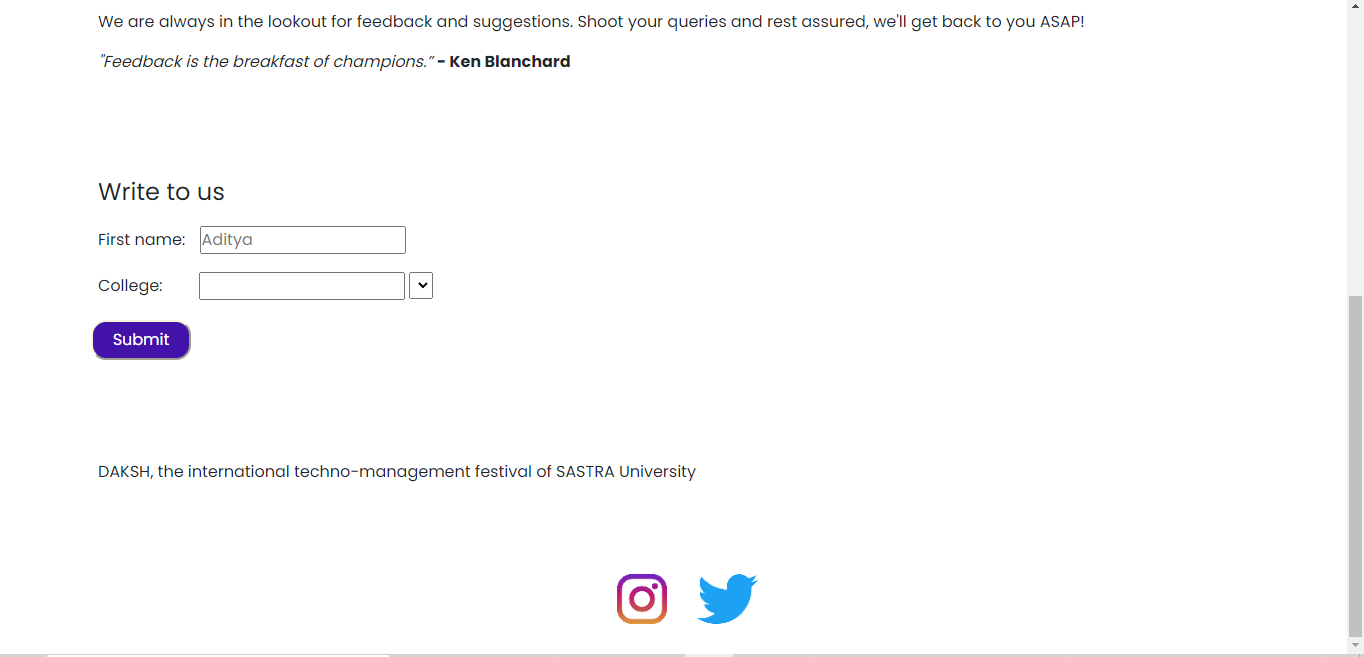 We are always in the lookout for feedback and suggestions. Shoot your queries and rest assured, we'll get back to you ASAP!
"Feedback is the breakfast of champions.” - Ken Blanchard
Write to us
First name: Aditya
College:
Submit
DAKSH, the international techno-management festival of SASTRA University